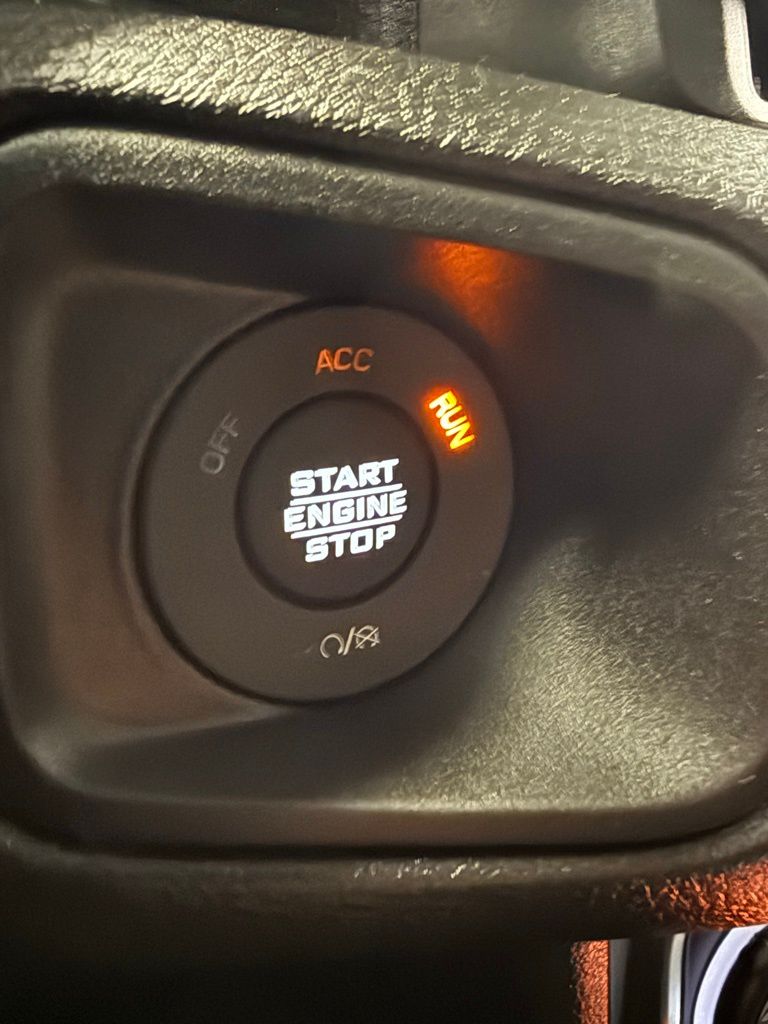 ACC
OFF
RUN
START
ENGINE
STOP